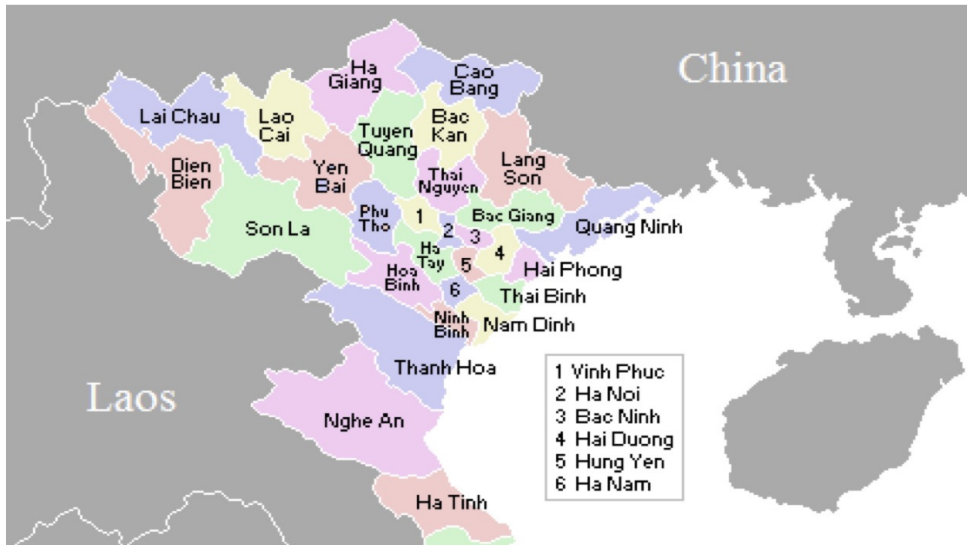 China
Ha
Giang
Cao
Bang
Lai Chau
Lao
Cai
Tuyen
Quang
Bac
Kan
Dien
Bien
Yen
Bai
Thai
Nguyen
Lang
Son
Son La
Phu
Tho
1
2
3
4
5
6
Bac Giang
Quang Ninh
Ha
Tay
Hoa
Binh
Hai Phong
Thai Binh
Ninh
Binh
Nam Dinh
Thanh Hoa
Laos
Nghe An
Ha Tinh
1 Vinh Phuc
2 Ha Noi
3 Bac Ninh
4 Hai Duong
5 Hung Yen
6 Ha Nam